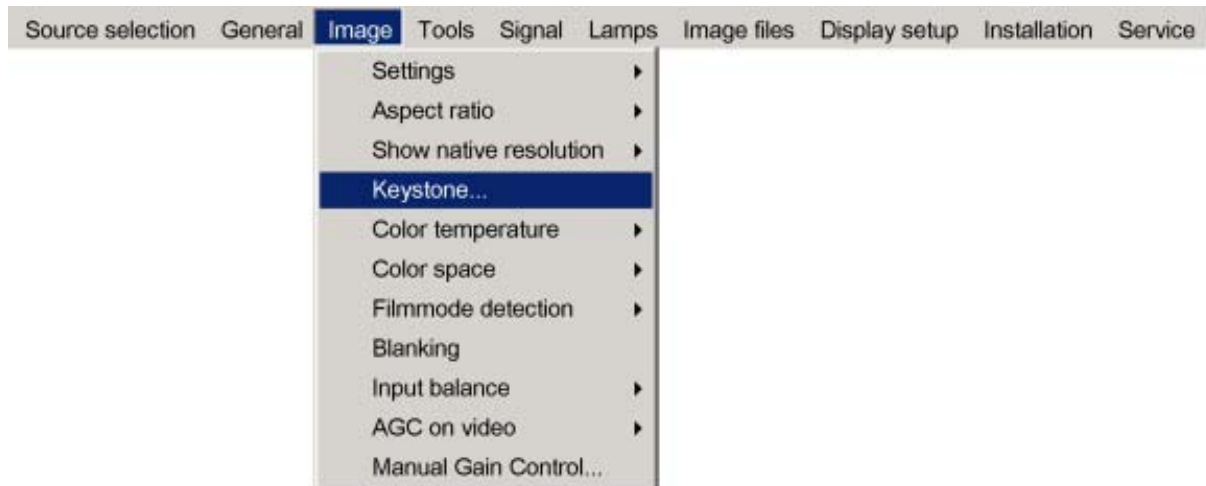 Source selection General Image Tools Signal Lamps Image files Display setup Installation Service
Settings
Aspect ratio
Show native resolution
Keystone...
Color temperature
Color space
Filmmode detection
Blanking
Input balance
AGC on video
Manual Gain Control...